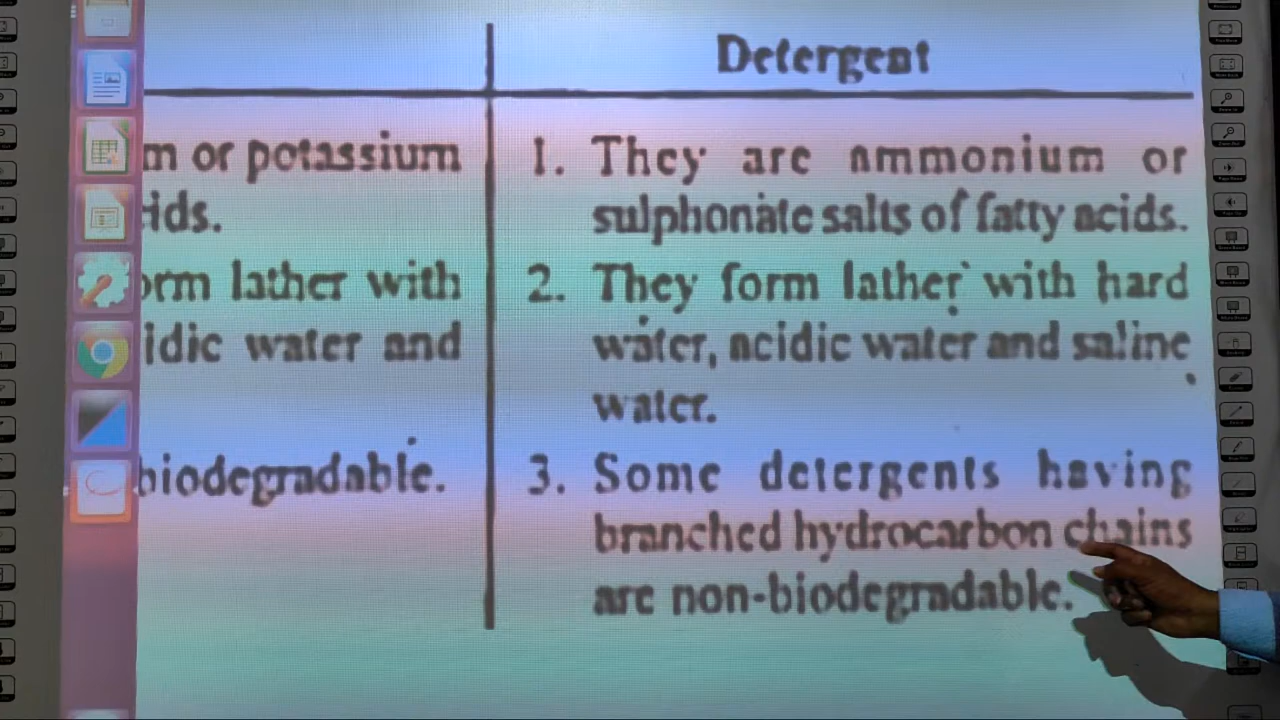 Detergent
m or potassium
ids.
orm lather with
idic water and
biodegradable.
1. They are ammonium or
sulphonate salts of fatty acids.
2. They form lather with hard
water, acidic water and saline
water.
3. Some detergents having
branched hydrocarbon chains
are non-biodegradable.